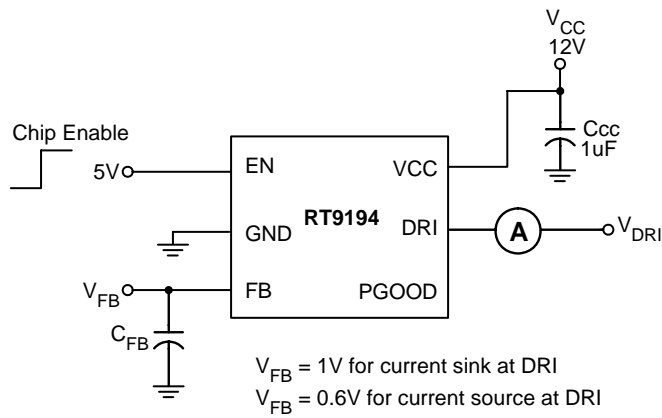 VCC
12V
Chip Enable
Ccc
1uF
5V
EN
VCC
RT9194
GND
DRI
A
VDRI
VFB
FB
PGOOD
CFB
VFB = 1V for current sink at DRI
VFB = 0.6V for current source at DRI